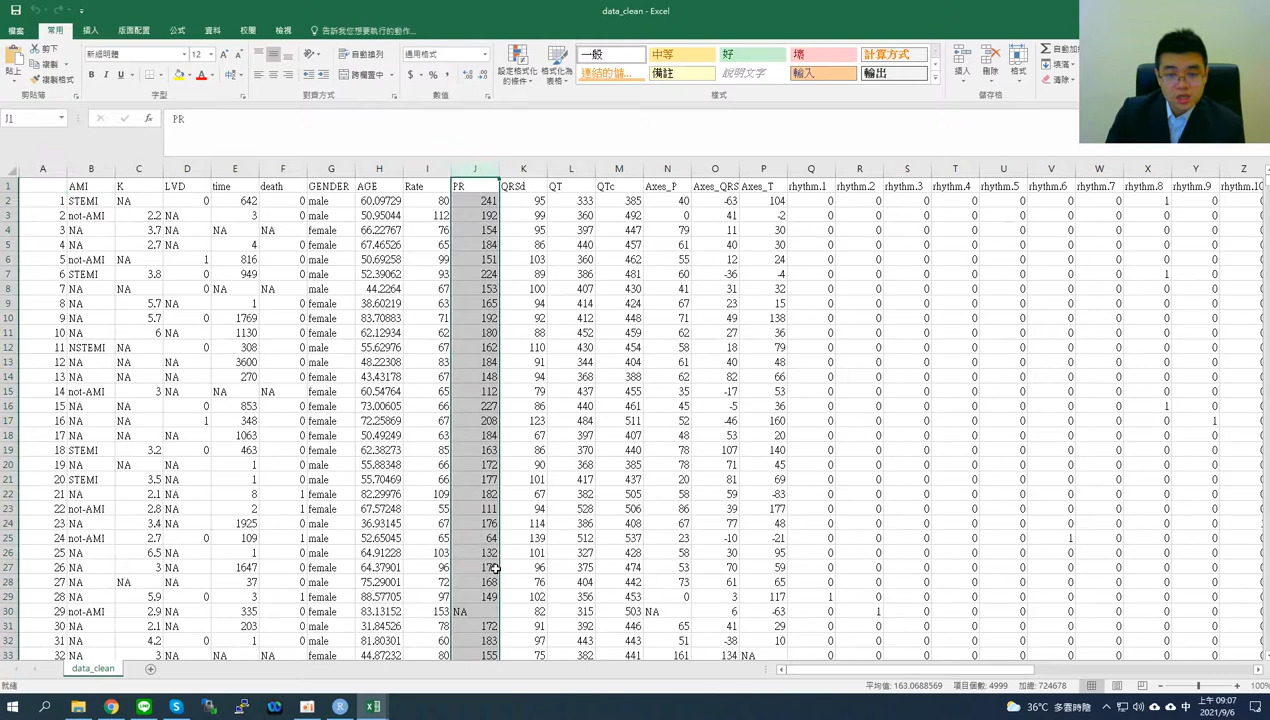 data_clean - Excel
檔案 常用 插入 版面配置 公式 資料 校閱 檢視 告訴我您想要執行的動作...
剪下 新細明體 12 自動換列 通用格式 一般 中等 好 壞 計算方式 自動加總
貼上 複製 複製格式 B I U 跨欄置中 $ % 設定格式化的條件 格式化為表格 連結的儲... 備註 說明文字 輸入 輸出 插入 刪除 格式 填滿 清除
剪貼簿 字型 對齊方式 數值 樣式 儲存格
J1 fx PR
A B C D E F G H I J K L M N O P Q R S T U V W X Y Z
1 AMI K LVD time death GENDER AGE Rate PR QRSd QT QTc Axes_P Axes_QRS Axes_T rhythm.1 rhythm.2 rhythm.3 rhythm.4 rhythm.5 rhythm.6 rhythm.7 rhythm.8 rhythm.9 rhythm.10
2 1 STEMI NA 0 642 0 male 60.09729 80 241 95 333 385 40 -63 104 0 0 0 0 0 0 0 1 0
3 2 not-AMI 2.2 NA 3 0 male 50.95044 112 192 99 360 492 0 41 -2 0 0 0 0 0 0 0 0 0
4 3 NA 3.7 NA NA NA female 66.22767 76 154 95 397 447 79 11 30 0 0 0 0 0 0 0 0 0
5 4 NA 2.7 NA 4 0 female 67.46526 65 184 86 440 457 61 40 30 0 0 0 0 0 0 0 0 0
6 5 not-AMI NA 1 816 0 male 50.69258 99 151 103 360 462 55 12 24 0 0 0 0 0 0 0 0 0
7 6 STEMI 3.8 0 949 0 male 52.39063 92 224 89 386 481 60 -36 -4 0 0 0 0 0 0 0 1 0
8 7 NA NA 0 NA NA male 44.2264 67 153 100 407 430 41 31 32 0 0 0 0 0 0 0 0 0
9 8 NA 5.7 NA 1 0 female 38.60219 63 165 94 414 424 67 23 15 0 0 0 0 0 0 0 0 0
10 9 NA 5.7 0 1769 0 female 83.70883 71 192 92 412 448 71 49 138 0 0 0 0 0 0 0 0 0
11 10 NA 6 NA 1130 0 female 62.12934 62 180 88 452 459 62 27 36 0 0 0 0 0 0 0 0 0
12 11 NSTEMI NA 0 308 0 male 55.62976 67 162 110 430 454 58 18 79 0 0 0 0 0 0 0 0 0
13 12 NA NA NA 3600 0 male 48.22308 83 184 91 344 404 61 40 48 0 0 0 0 0 0 0 0 0
14 13 NA NA NA 270 0 female 43.43178 67 148 94 368 388 62 82 66 0 0 0 0 0 0 0 0 0
15 14 not-AMI 3 NA NA NA female 60.54764 65 112 79 437 455 35 -17 53 0 0 0 0 0 0 0 0 0
16 15 NA NA 0 853 0 male 73.00605 66 227 86 440 461 45 -5 36 0 0 0 0 0 0 0 1 0
17 16 NA NA 1 348 0 male 72.25869 67 208 123 484 511 52 -46 160 0 0 0 0 0 0 0 0 1
18 17 NA NA NA 1063 0 male 50.49249 63 184 67 397 407 48 53 20 0 0 0 0 0 0 0 0 0
19 18 STEMI 3.2 0 463 0 male 62.38273 85 163 86 370 440 78 107 140 0 0 0 0 0 0 0 0 0
20 19 NA NA NA 1 0 male 55.88348 66 172 90 368 385 78 71 45 0 0 0 0 0 0 0 0 0
21 20 STEMI 3.5 0 1 0 male 55.70469 66 177 101 417 437 20 81 69 0 0 0 0 0 0 0 0 0
22 21 NA 2.1 NA 8 1 female 82.29976 109 182 67 382 505 58 59 -83 0 0 0 0 0 0 0 0 0
23 22 not-AMI 2.8 NA 2 1 female 67.57248 55 111 94 528 506 86 39 177 0 0 0 0 0 0 0 0 0
24 23 NA 3.4 NA 1925 0 male 36.93147 67 176 114 386 408 67 77 48 0 0 0 0 0 0 0 0 0
25 24 not-AMI 2.7 0 109 1 male 52.65045 65 64 139 512 537 23 -10 -21 0 0 0 0 0 1 0 0 0
26 25 NA 6.5 NA 1 0 male 64.91228 103 132 101 327 428 58 30 95 0 0 0 0 0 0 0 0 0
27 26 NA 3 NA 1647 0 male 64.37901 96 96 375 474 53 70 59 0 0 0 0 0 0 0 0 0
28 27 NA NA NA 37 0 male 75.29001 72 168 76 404 442 73 61 65 0 0 0 0 0 0 0 0 0
29 28 NA 5.9 NA 3 1 female 88.57705 97 149 102 356 453 0 3 117 1 0 0 0 0 0 0 0 0
30 29 not-AMI 2.9 NA 335 0 male 83.13152 153 NA 82 315 503 NA 6 -63 0 1 0 0 0 0 0 0 0
31 30 NA 2.1 NA 203 0 male 31.84526 78 172 91 392 446 65 41 29 0 0 0 0 0 0 0 0 0
32 31 NA 4.2 0 1 0 male 81.80301 60 183 97 443 443 51 -38 10 0 0 0 0 0 0 0 0 0
33 32 NA 3 NA NA NA female 44.87232 80 155 75 382 441 161 134 NA 0 0 0 0 0 0 0 0 0
data_clean
就緒 平均值: 163.0688569 項目個數: 4999 加總: 724678 100%
36°C 多雲時陰 中 上午 09:07
2021/9/6